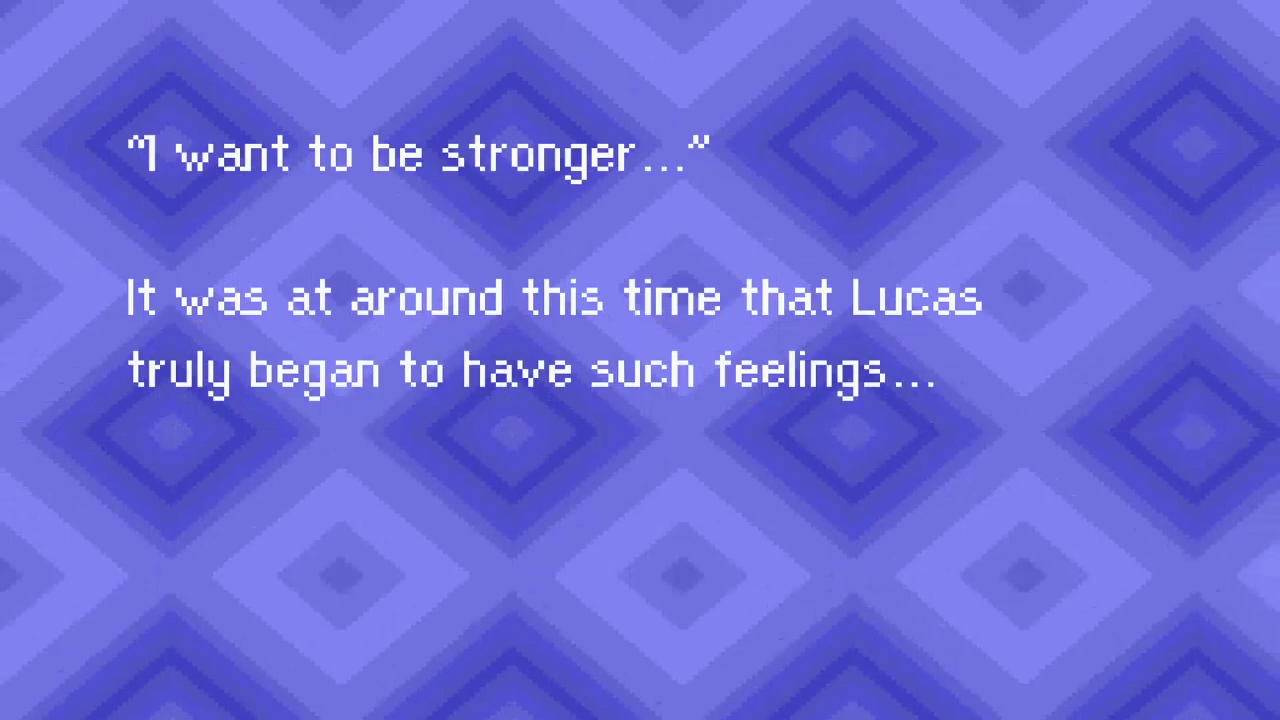 "I want to be stronger..."
It was at around this time that Lucas
truly began to have such feelings...